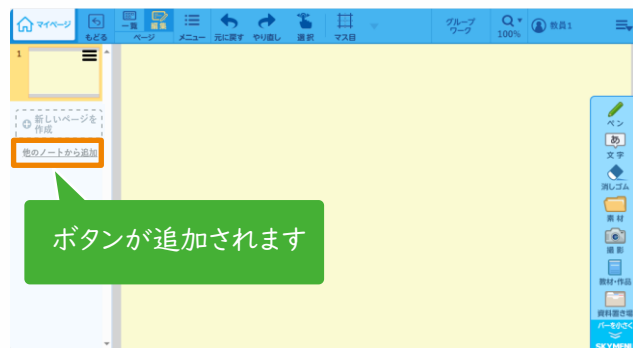 マイページ
もどる
一覧
編集
ページ
メニュー
元に戻す
やり直し
選択
マス目
グループ
ワーク
100%
教員1
1
新しいページを
作成
他のノートから追加
ボタンが追加されます
ペン
あ
文字
消しゴム
素材
撮影
教材・作品
資料置き場
バーを小さく
SKYMENU